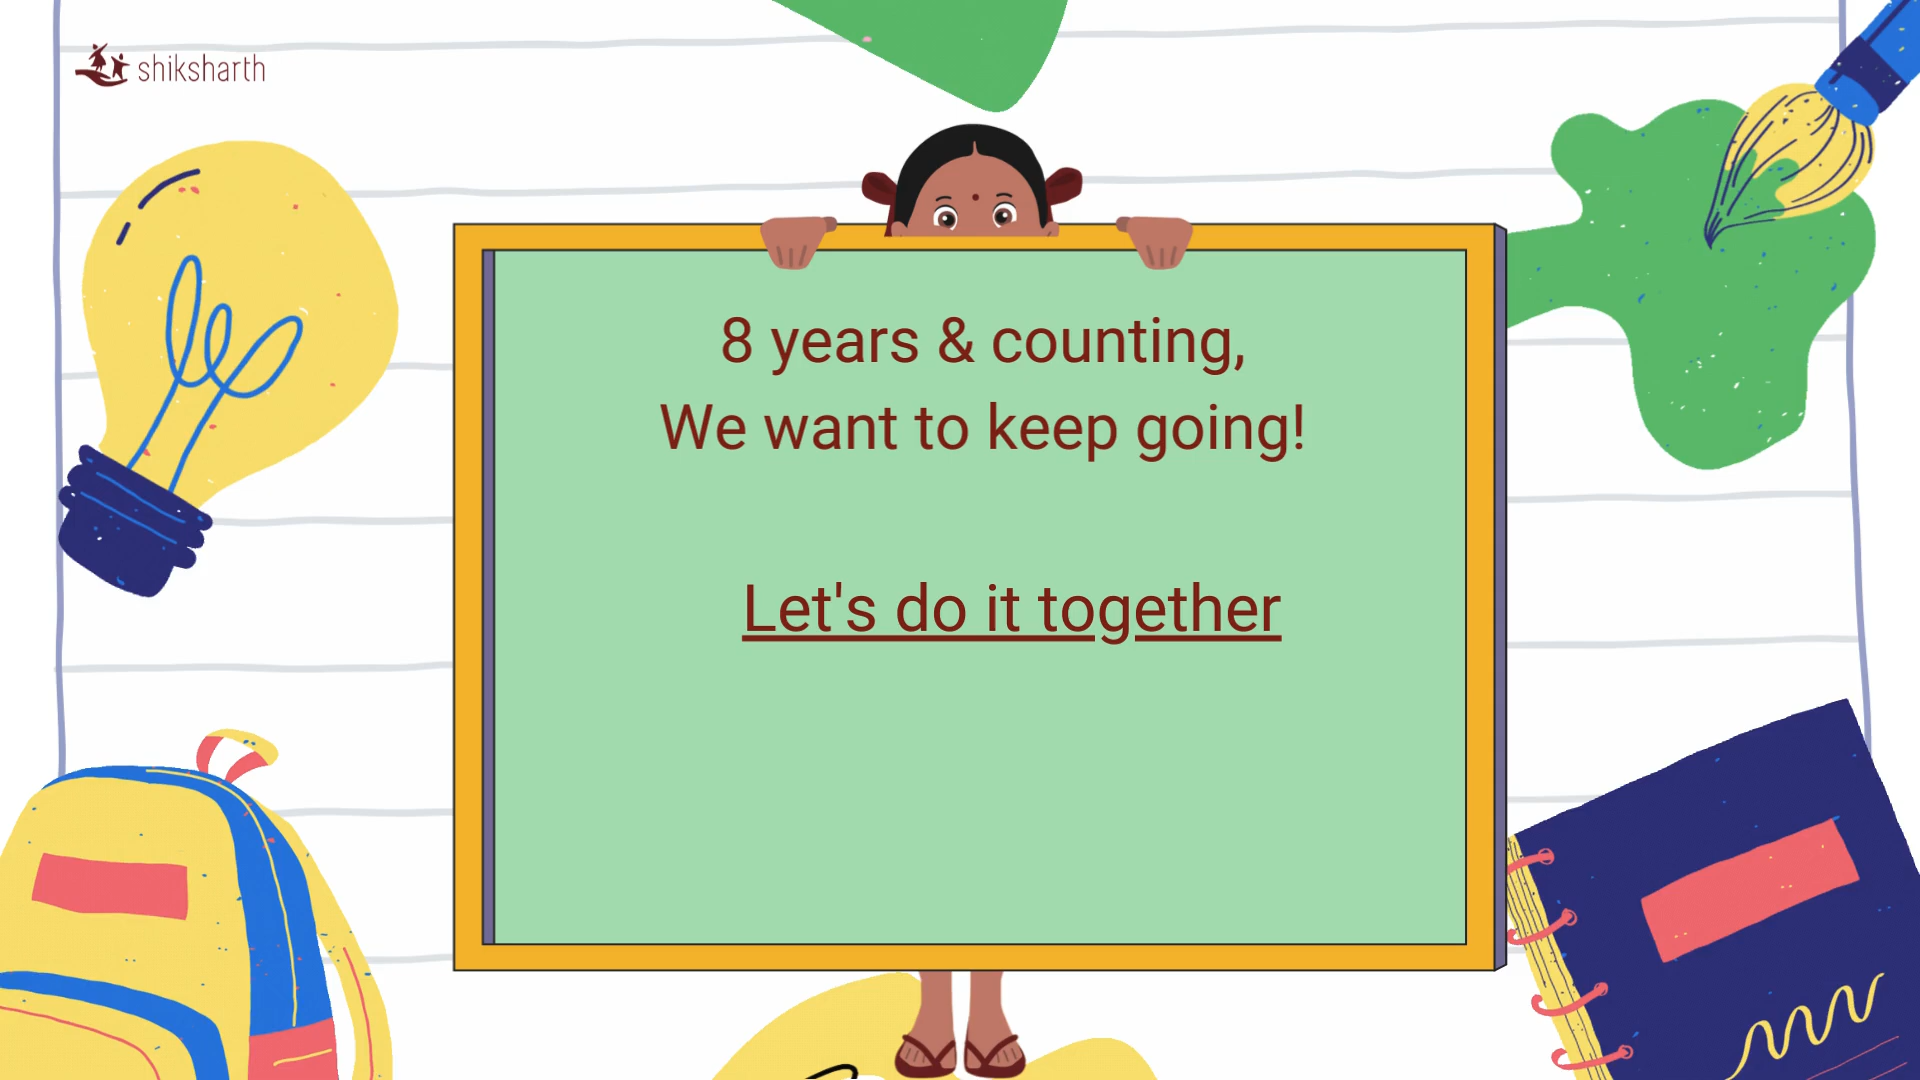 shiksharth
8 years & counting,
We want to keep going!
Let's do it together